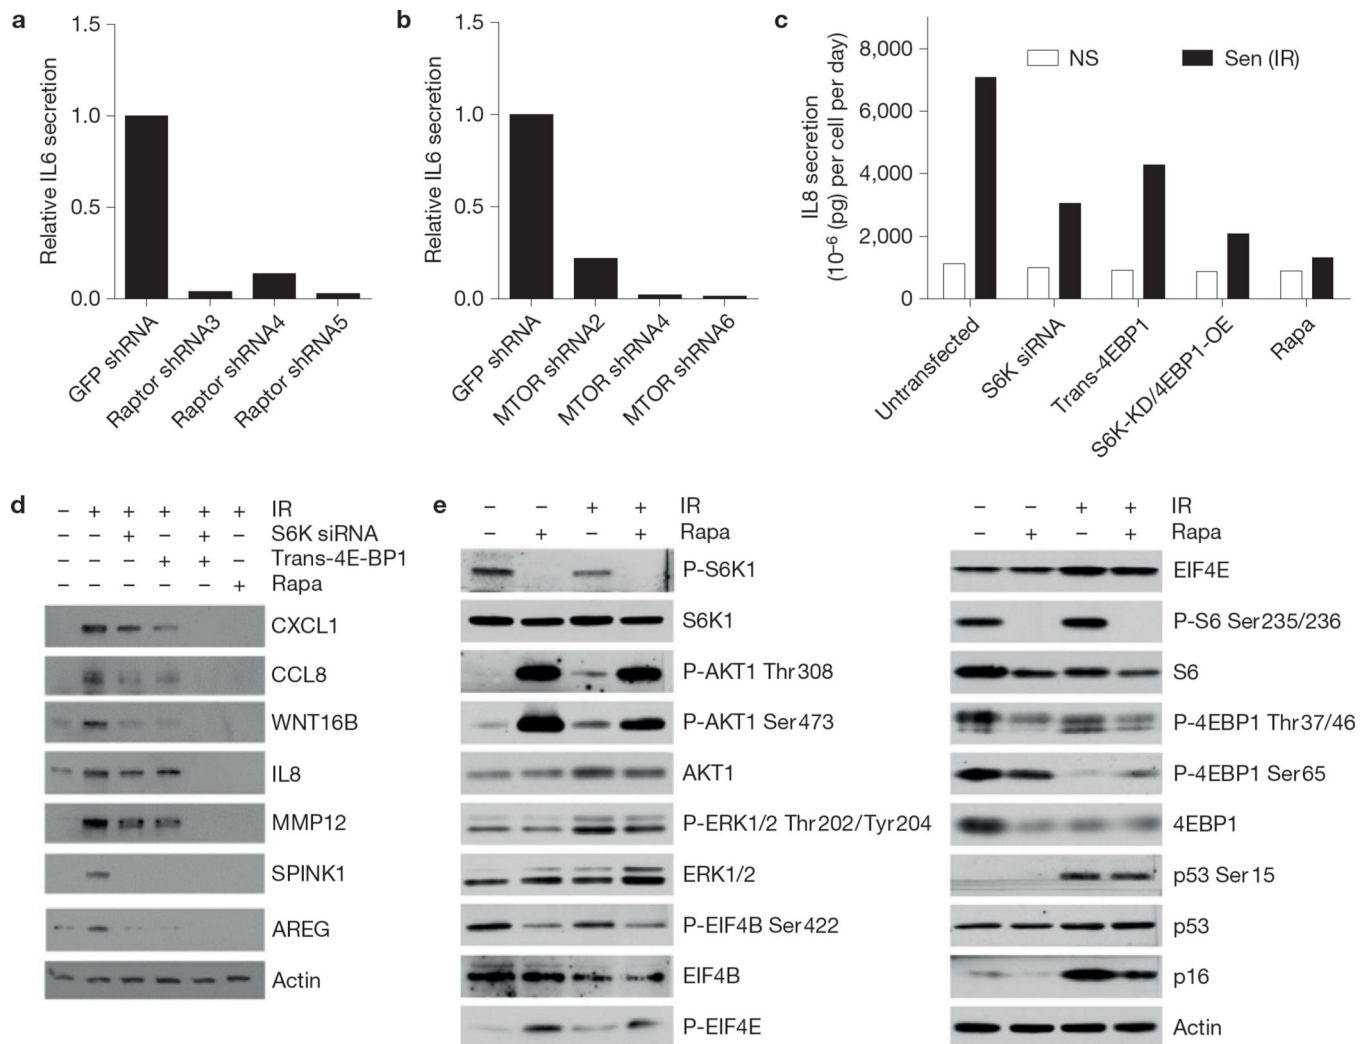 a
Relative IL6 secretion
1.5
1.0
0.5
0.0
GFP shRNA
Raptor shRNA3
Raptor shRNA4
Raptor shRNA5
b
Relative IL6 secretion
1.5
1.0
0.5
0.0
GFP shRNA
MTOR shRNA2
MTOR shRNA4
MTOR shRNA6
c
IL8 secretion
(10⁻⁶ (pg) per cell per day)
8,000
6,000
4,000
2,000
0
NS
Sen (IR)
Untransfected
S6K siRNA
Trans-4EBP1
S6K-KD/4EBP1-OE
Rapa
d
– + + + + + IR
– – + – + – S6K siRNA
– – – + + – Trans-4E-BP1
– – – – – + Rapa
CXCL1
CCL8
WNT16B
IL8
MMP12
SPINK1
AREG
Actin
e
– – + + IR
– + – + Rapa
P-S6K1
S6K1
P-AKT1 Thr308
P-AKT1 Ser473
AKT1
P-ERK1/2 Thr202/Tyr204
ERK1/2
P-EIF4B Ser422
EIF4B
P-EIF4E
– – + + IR
– + – + Rapa
EIF4E
P-S6 Ser235/236
S6
P-4EBP1 Thr37/46
P-4EBP1 Ser65
4EBP1
p53 Ser15
p53
p16
Actin